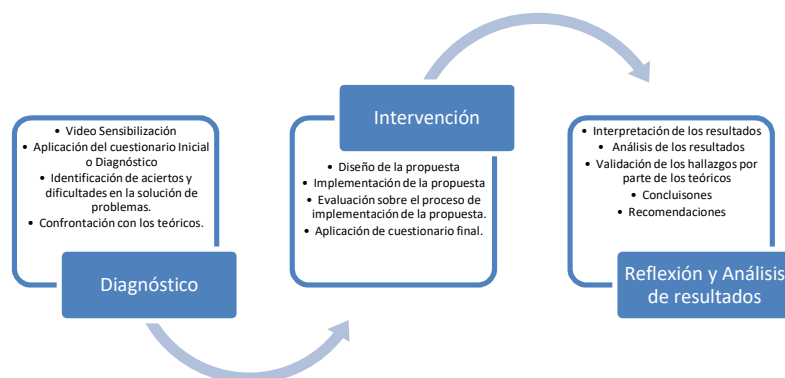 • Video Sensibilización
• Aplicación del cuestionario Inicial
o Diagnóstico
• Identificación de aciertos y
dificultades en la solución de
problemas.
• Confrontación con los teóricos.
Diagnóstico
Intervención
• Diseño de la propuesta
• Implementación de la propuesta
• Evaluación sobre el proceso de
implementación de la propuesta.
• Aplicación de cuestionario final.
• Interpretación de los resultados
• Análisis de los resultados
• Validación de los hallazgos por
parte de los teóricos
• Concluisones
• Recomendaciones
Reflexión y Análisis
de resultados